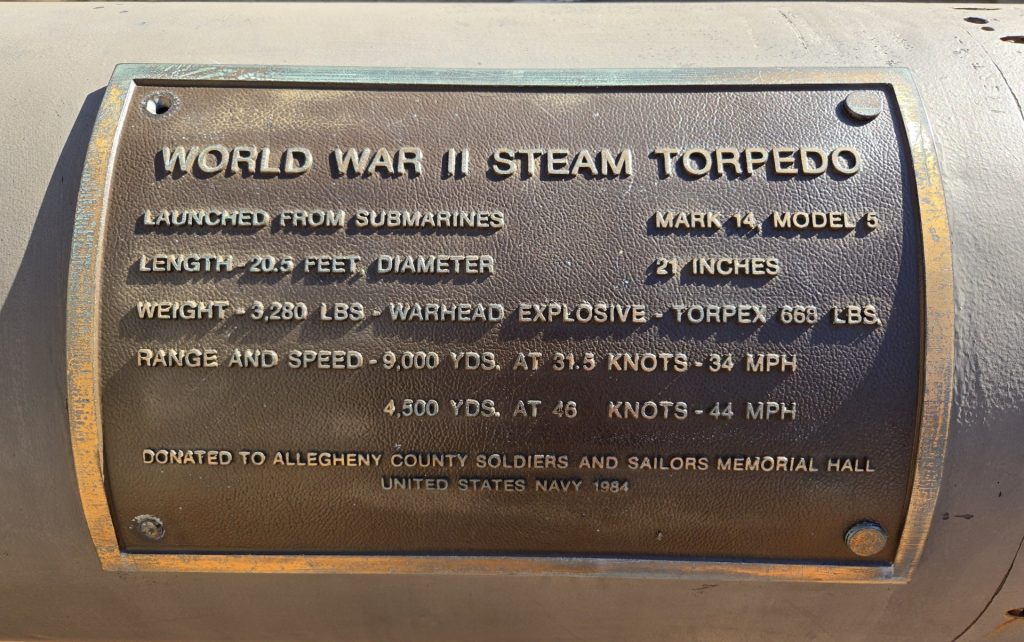 WORLD WAR II STEAM TORPEDO
LAUNCHED FROM SUBMARINES MARK 14, MODEL 5
LENGTH - 20.5 FEET, DIAMETER 21 INCHES
WEIGHT - 3,280 LBS - WARHEAD EXPLOSIVE - TORPEX 668 LBS.
RANGE AND SPEED - 9,000 YDS. AT 31.5 KNOTS - 34 MPH
4,500 YDS. AT 46 KNOTS - 44 MPH
DONATED TO ALLEGHENY COUNTY SOLDIERS AND SAILORS MEMORIAL HALL
UNITED STATES NAVY 1984